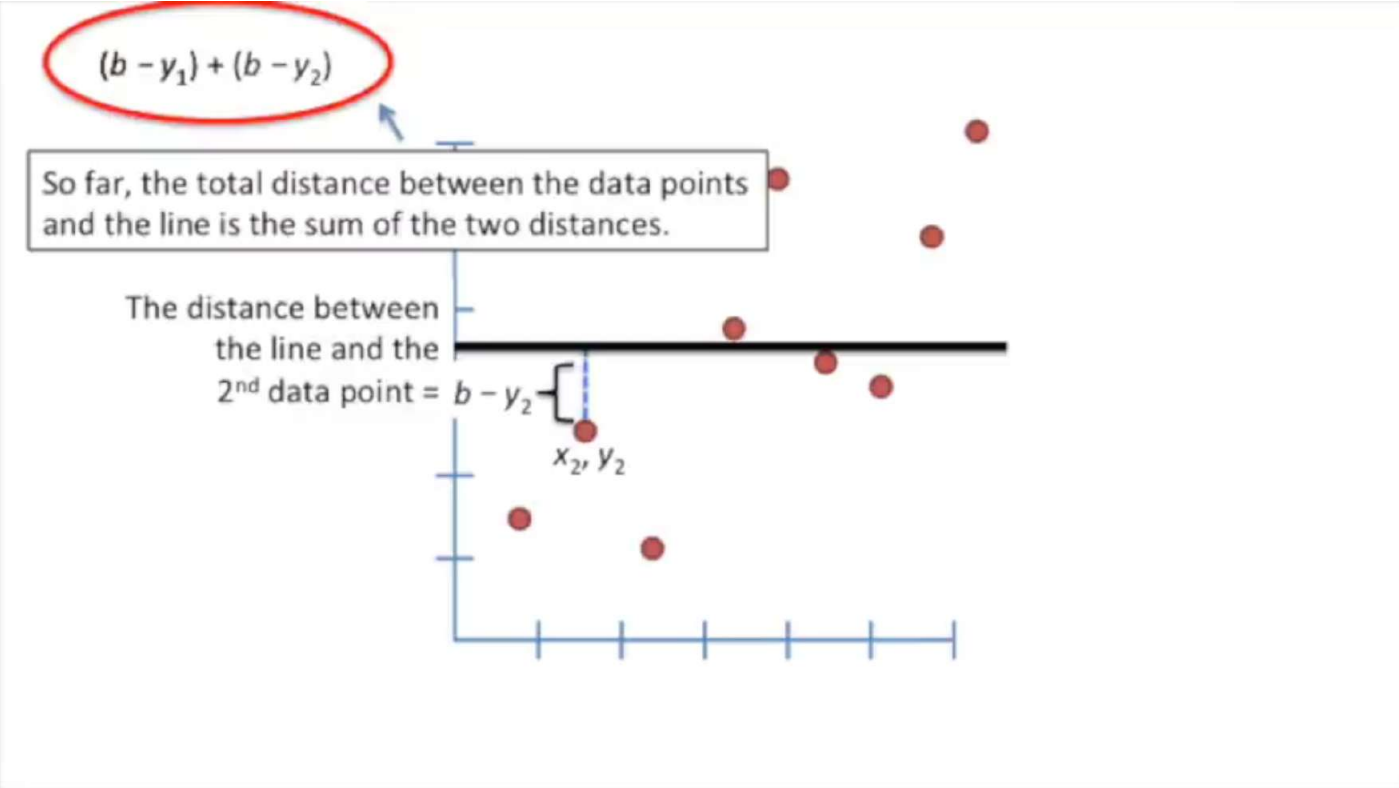 (b – y₁) + (b – y₂)
So far, the total distance between the data points
and the line is the sum of the two distances.
The distance between
the line and the
2nd data point = b – y₂
x₂, y₂